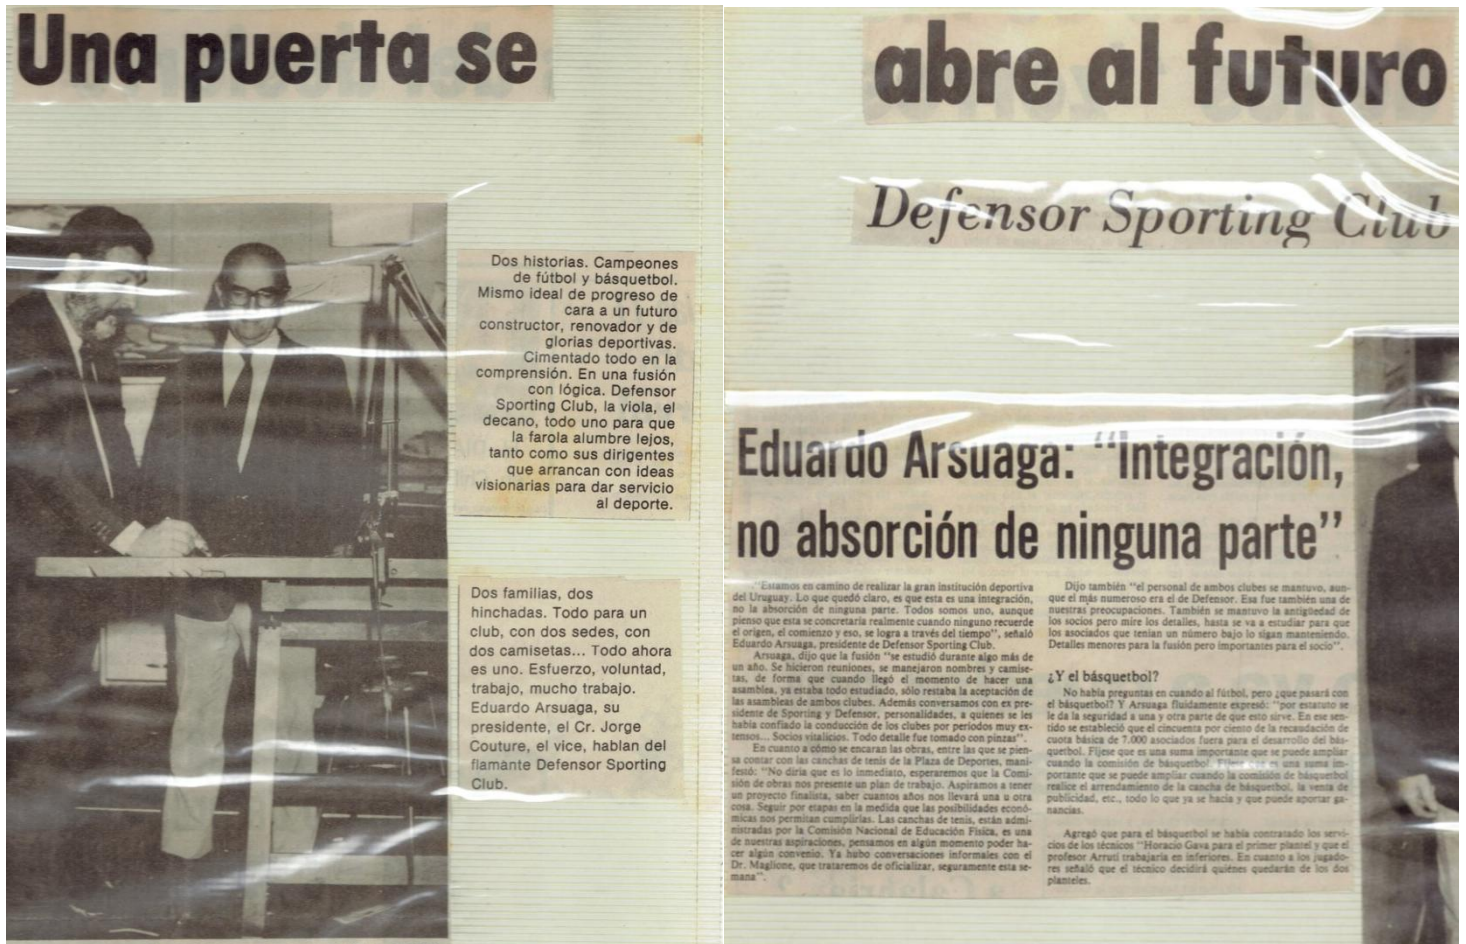 Una puerta se
abre al futuro
Defensor Sporting Club
Dos historias. Campeones
de fútbol y básquetbol.
Mismo ideal de progreso de
cara a un futuro
constructor, renovador y de
glorias deportivas.
Cimentado todo en la
comprensión. En una fusión
con lógica. Defensor
Sporting Club, la viola, el
decano, todo uno para que
la farola alumbre lejos,
tanto como sus dirigentes
que arrancan con ideas
visionarias para dar servicio
al deporte.
Dos familias, dos
hinchadas. Todo para un
club, con dos sedes, con
dos camisetas... Todo ahora
es uno. Esfuerzo, voluntad,
trabajo, mucho trabajo.
Eduardo Arsuaga, su
presidente, el Cr. Jorge
Couture, el vice, hablan del
flamante Defensor Sporting
Club.
Eduardo Arsuaga: “Integración,
no absorción de ninguna parte”
“Estamos en camino de realizar la gran institución deportiva
del Uruguay. Lo que quedó claro, es que esta es una integración,
no la absorción de ninguna parte. Todos somos uno, aunque
pienso que esta se concretaría realmente cuando ninguno recuerde
el origen, el comienzo y eso, se logra a través del tiempo”, señaló
Eduardo Arsuaga, presidente de Defensor Sporting Club.
Arsuaga, dijo que la fusión “se estudió durante algo más de
un año. Se hicieron reuniones, se manejaron nombres y camise-
tas, de forma que cuando llegó el momento de hacer una
asamblea, ya estaba todo estudiado, sólo restaba la aceptación de
las asambleas de ambos clubes. Además conversamos con ex pre-
sidente de Sporting y Defensor, personalidades, a quienes se les
había confiado la conducción de los clubes por períodos muy ex-
tensos... Socios vitalicios. Todo detalle fue tomado con pinzas”.
En cuanto a cómo se encaran las obras, entre las que se pien-
sa contar con las canchas de tenis de la Plaza de Deportes, mani-
festó: “No diría que es lo inmediato, esperaremos que la Comi-
sión de obras nos presente un plan de trabajo. Aspiramos a tener
un proyecto finalista, saber cuantos años nos llevará una u otra
cosa. Seguir por etapas en la medida que las posibilidades econó-
micas nos permitan cumplirlas. Las canchas de tenis, están admi-
nistradas por la Comisión Nacional de Educación Física, es una
de nuestras aspiraciones, pensamos en algún momento poder ha-
cer algún convenio. Ya hubo conversaciones informales con el
Dr. Maglione, que trataremos de oficializar, seguramente esta se-
mana”.
Dijo también “el personal de ambos clubes se mantuvo, aun-
que el más numeroso era el de Defensor. Esa fue también una de
nuestras preocupaciones. También se mantuvo la antigüedad de
los socios pero mire los detalles, hasta se va a estudiar para que
los asociados que tenían un número bajo lo sigan manteniendo.
Detalles menores para la fusión pero importantes para el socio”.
¿Y el básquetbol?
No había preguntas en cuando al fútbol, pero ¿que pasará con
el básquetbol? Y Arsuaga fluidamente expresó: “por estatuto se
le da la seguridad a una y otra parte de que esto sirve. En ese sen-
tido se estableció que el cincuenta por ciento de la recaudación de
cuota básica de 7.000 asociados fuera para el desarrollo del bás-
quetbol. Fíjese que es una suma importante que se puede ampliar
cuando la comisión de básquetbol. Fíjese que es una suma im-
portante que se puede ampliar cuando la comisión de básquetbol
realice el arrendamiento de la cancha de básquetbol, la venta de
publicidad, etc., todo lo que ya se hacía y que puede aportar ga-
nancias.
Agregó que para el básquetbol se había contratado los servi-
cios de los técnicos “Horacio Gava para el primer plantel y que el
profesor Arruti trabajaría en inferiores. En cuanto a los jugado-
res señaló que el técnico decidirá quiénes quedarán de los dos
planteles.